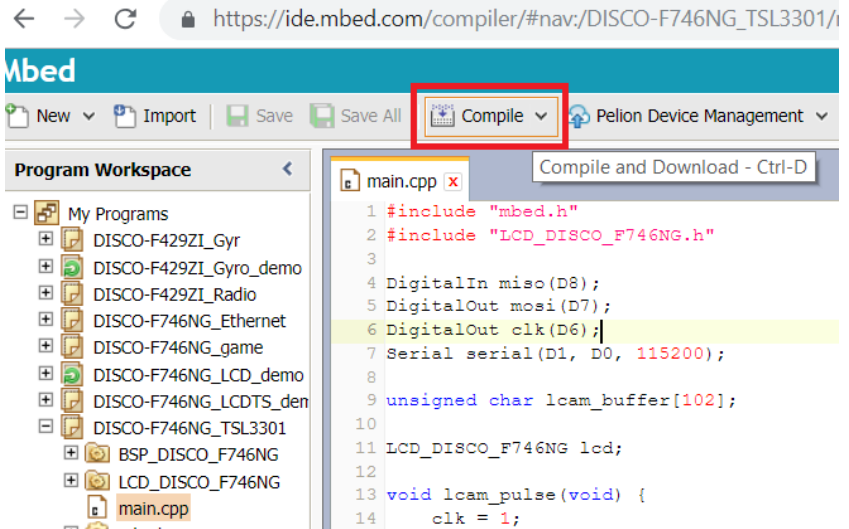 https://ide.mbed.com/compiler/#nav:/DISCO-F746NG_TSL3301/
Mbed
New Import Save Save All Compile Pelion Device Management
Program Workspace
Compile and Download - Ctrl-D
main.cpp x
My Programs
DISCO-F429ZI_Gyr
DISCO-F429ZI_Gyro_demo
DISCO-F429ZI_Radio
DISCO-F746NG_Ethernet
DISCO-F746NG_game
DISCO-F746NG_LCD_demo
DISCO-F746NG_LCDTS_dem
DISCO-F746NG_TSL3301
BSP_DISCO_F746NG
LCD_DISCO_F746NG
main.cpp
1 #include "mbed.h"
2 #include "LCD_DISCO_F746NG.h"
3
4 DigitalIn miso(D8);
5 DigitalOut mosi(D7);
6 DigitalOut clk(D6);
7 Serial serial(D1, D0, 115200);
8
9 unsigned char lcam_buffer[102];
10
11 LCD_DISCO_F746NG lcd;
12
13 void lcam_pulse(void) {
14 clk = 1;